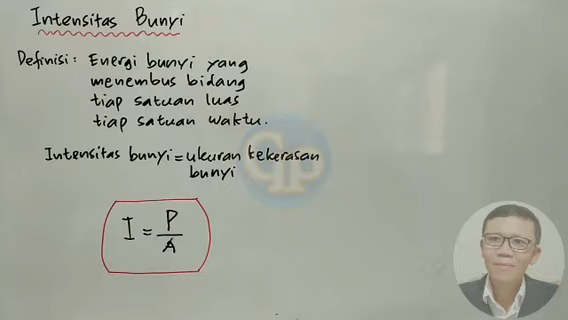 Intensitas Bunyi
Definisi: Energi bunyi yang
menembus bidang
tiap satuan luas
tiap satuan waktu.
Intensitas bunyi = ukuran kekerasan
bunyi
I = P/A